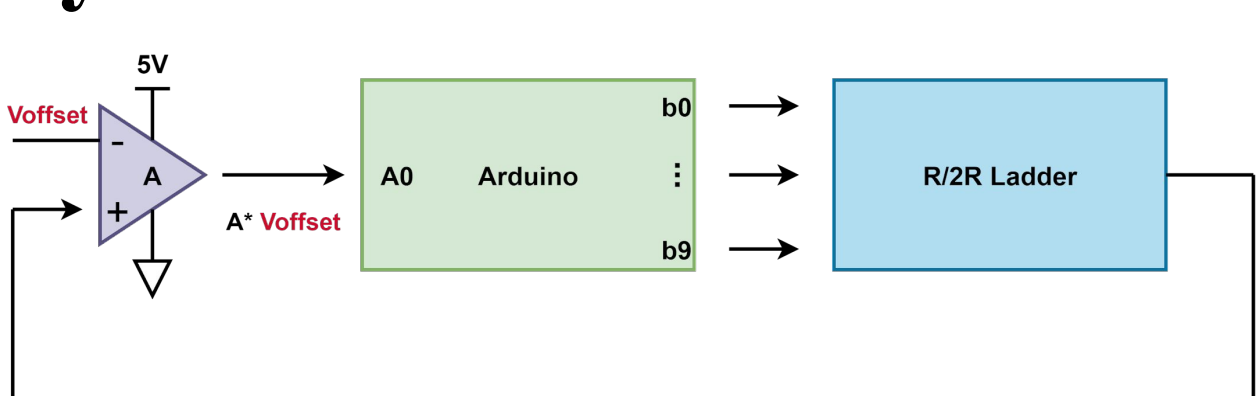 5V
Voffset
-
A
+
A* Voffset
A0
Arduino
b0
⋮
b9
R/2R Ladder